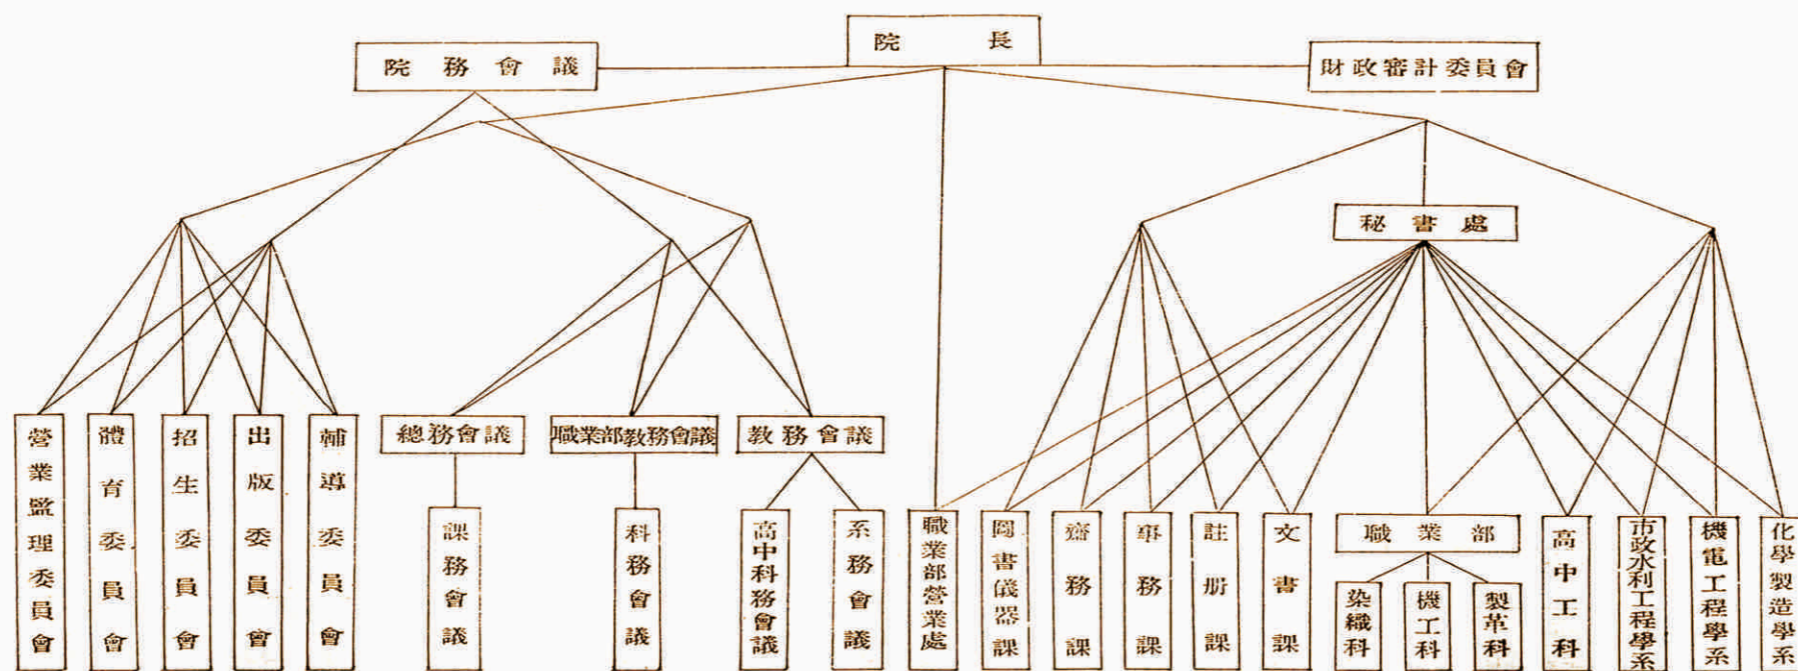 院長
院務會議
財政審計委員會
秘書處
營業監理委員會
體育委員會
招生委員會
出版委員會
輔導委員會
總務會議
職業部教務會議
教務會議
課務會議
科務會議
高中科務會議
系務會議
職業部營業處
圖書儀器課
齋務課
事務課
註册課
文書課
職業部
染織科
機工科
製革科
高中工科
市政水利工程學系
機電工程學系
化學製造學系